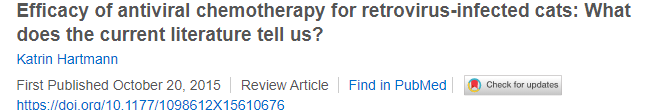 Efficacy of antiviral chemotherapy for retrovirus-infected cats: What
does the current literature tell us?
Katrin Hartmann
First Published October 20, 2015 Review Article Find in PubMed Check for updates
https://doi.org/10.1177/1098612X15610676